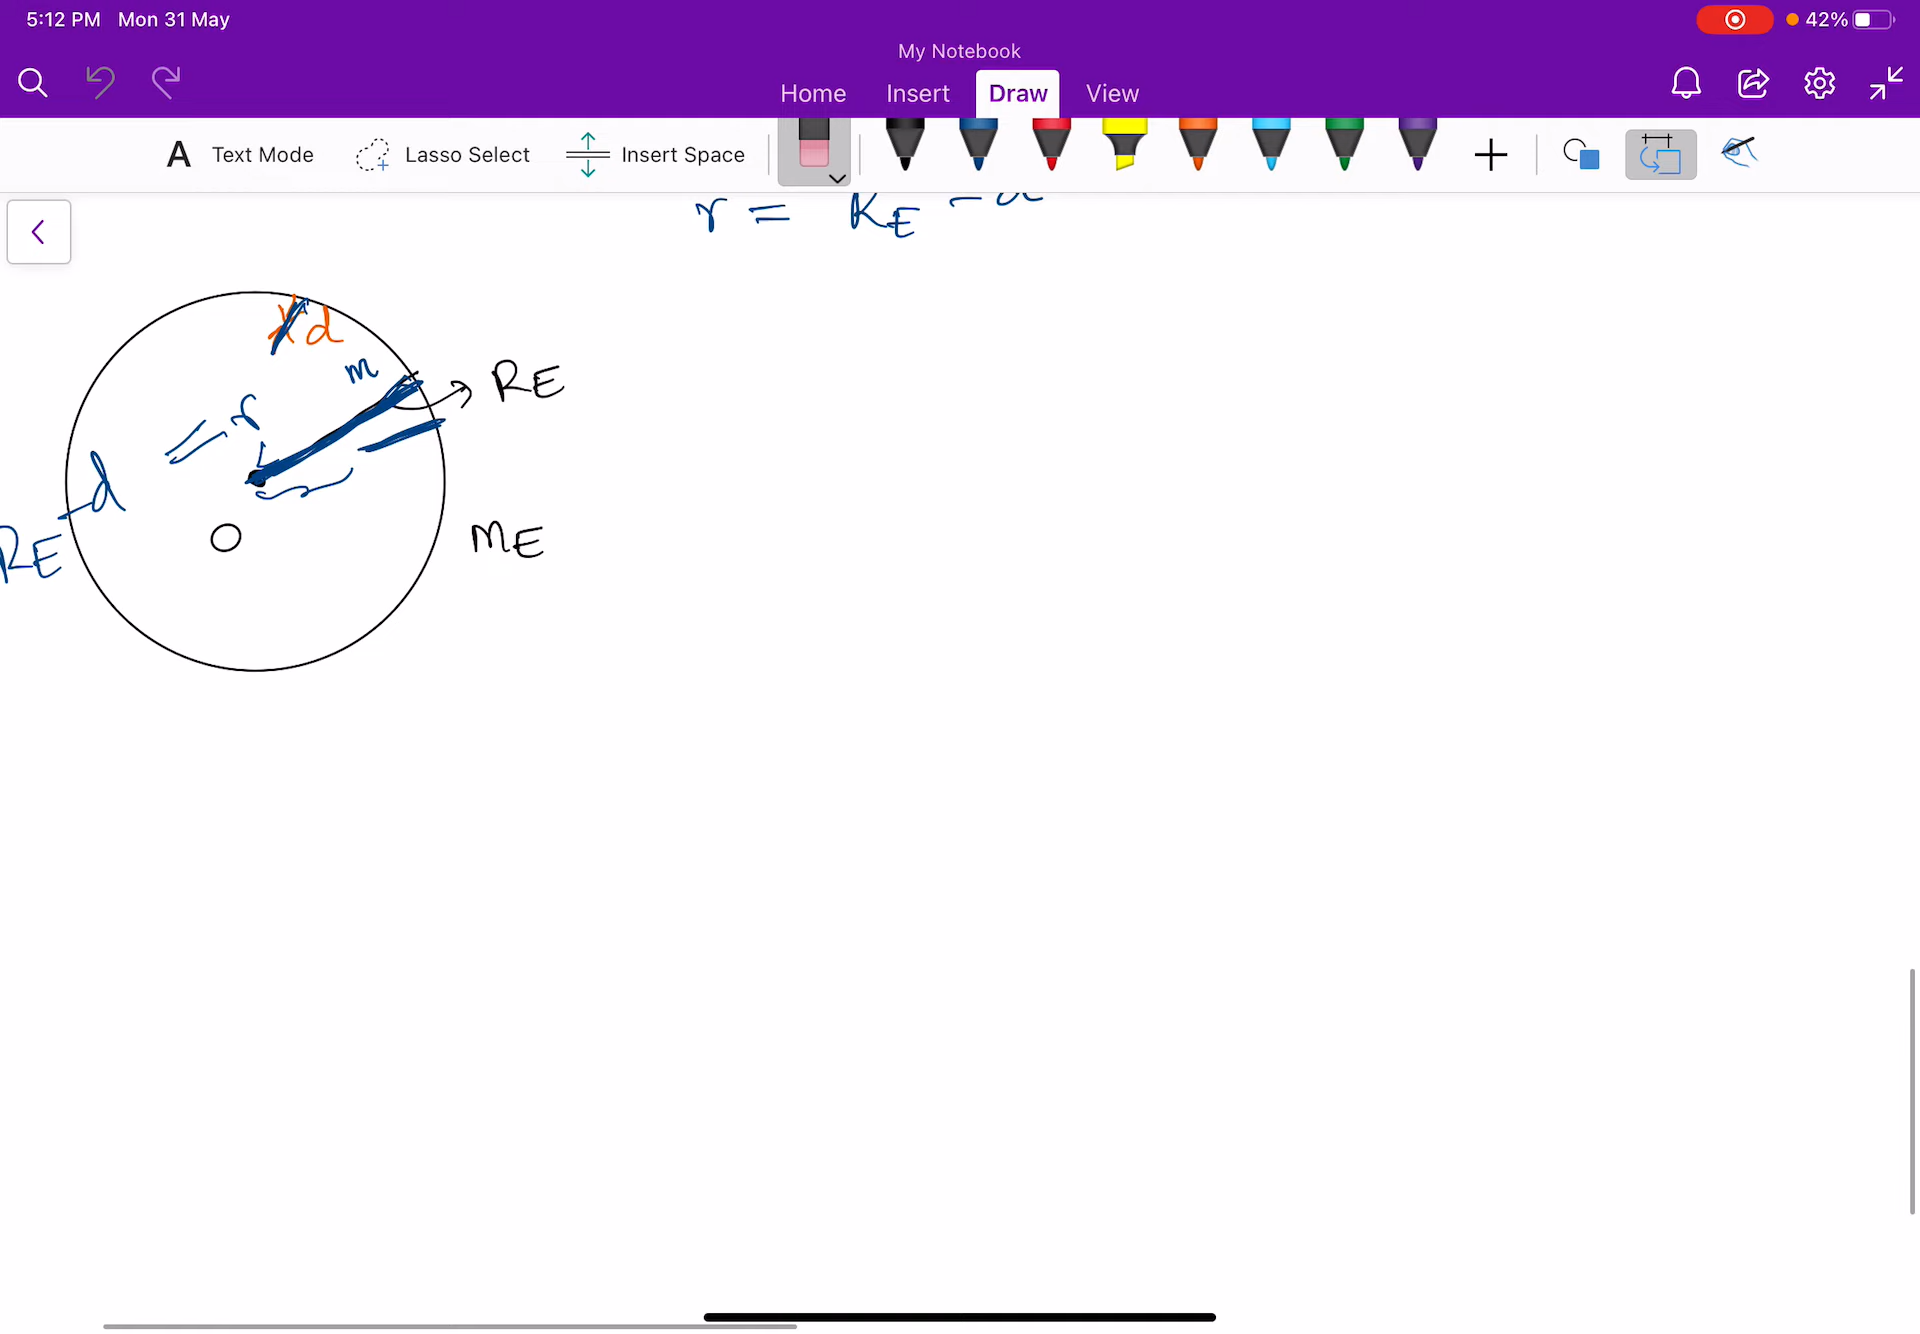 5:12 PM Mon 31 May
42%
My Notebook
Home Insert Draw View
A Text Mode Lasso Select Insert Space
r = RE - d
d
m
RE
= r
RE - d
O
ME